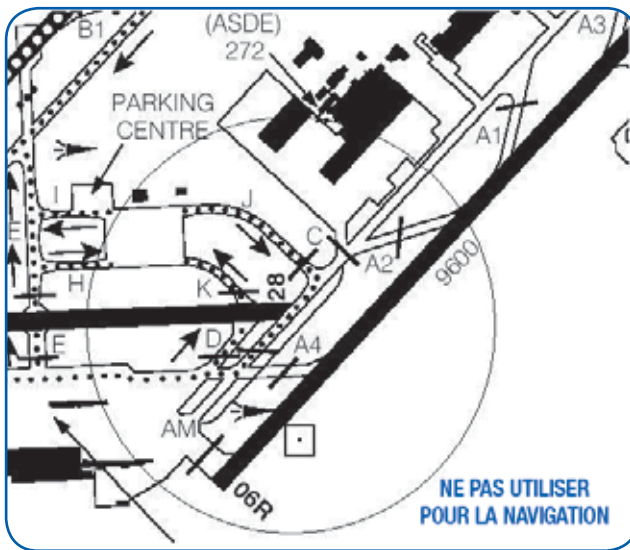 B1
(ASDE)
272
A3
PARKING
CENTRE
A1
I
J
E
C
A2
9600
H
K
28
E
D
A4
AM
06R
NE PAS UTILISER
POUR LA NAVIGATION